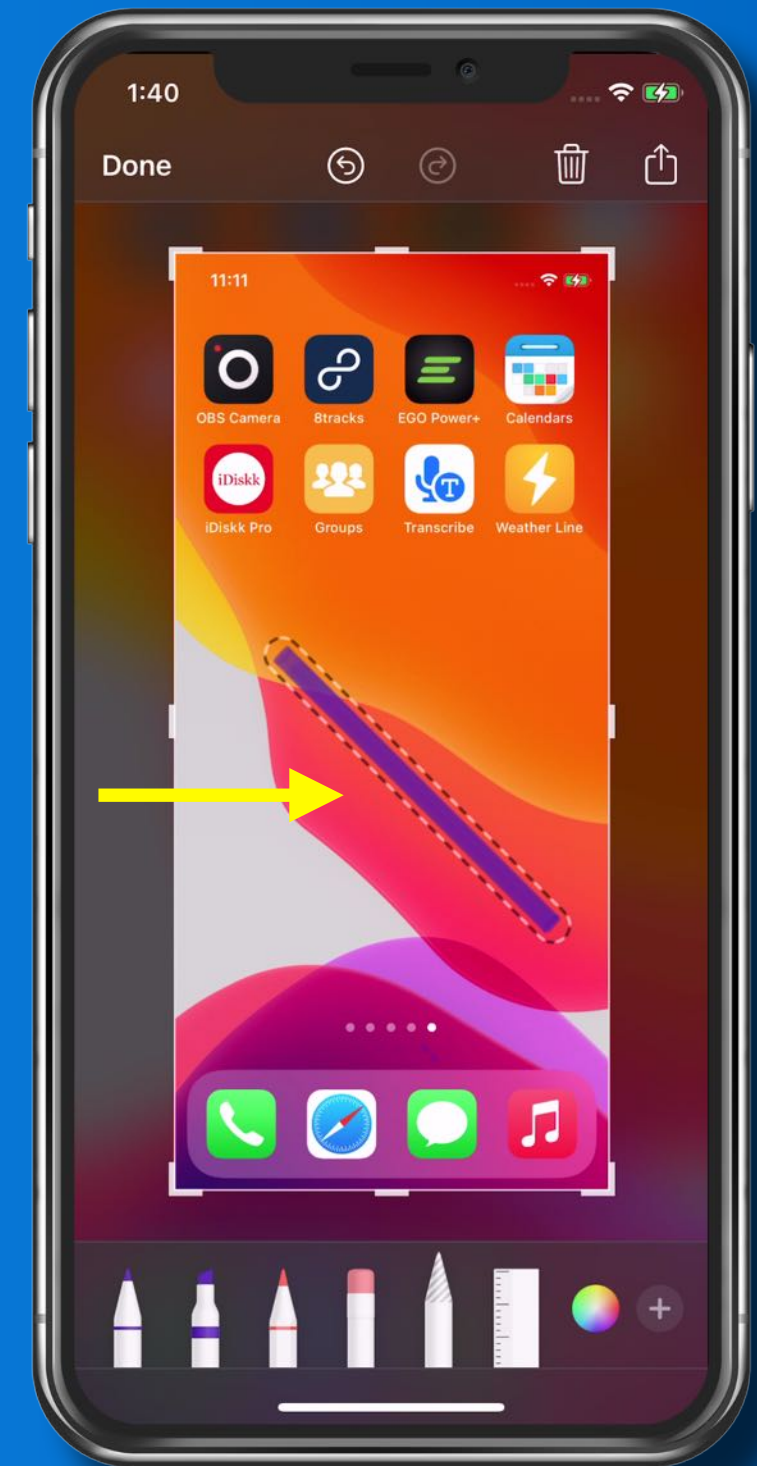 1:40
Done
11:11
OBS Camera 8tracks EGO Power+ Calendars
iDiskk
T
iDiskk Pro Groups Transcribe Weather Line